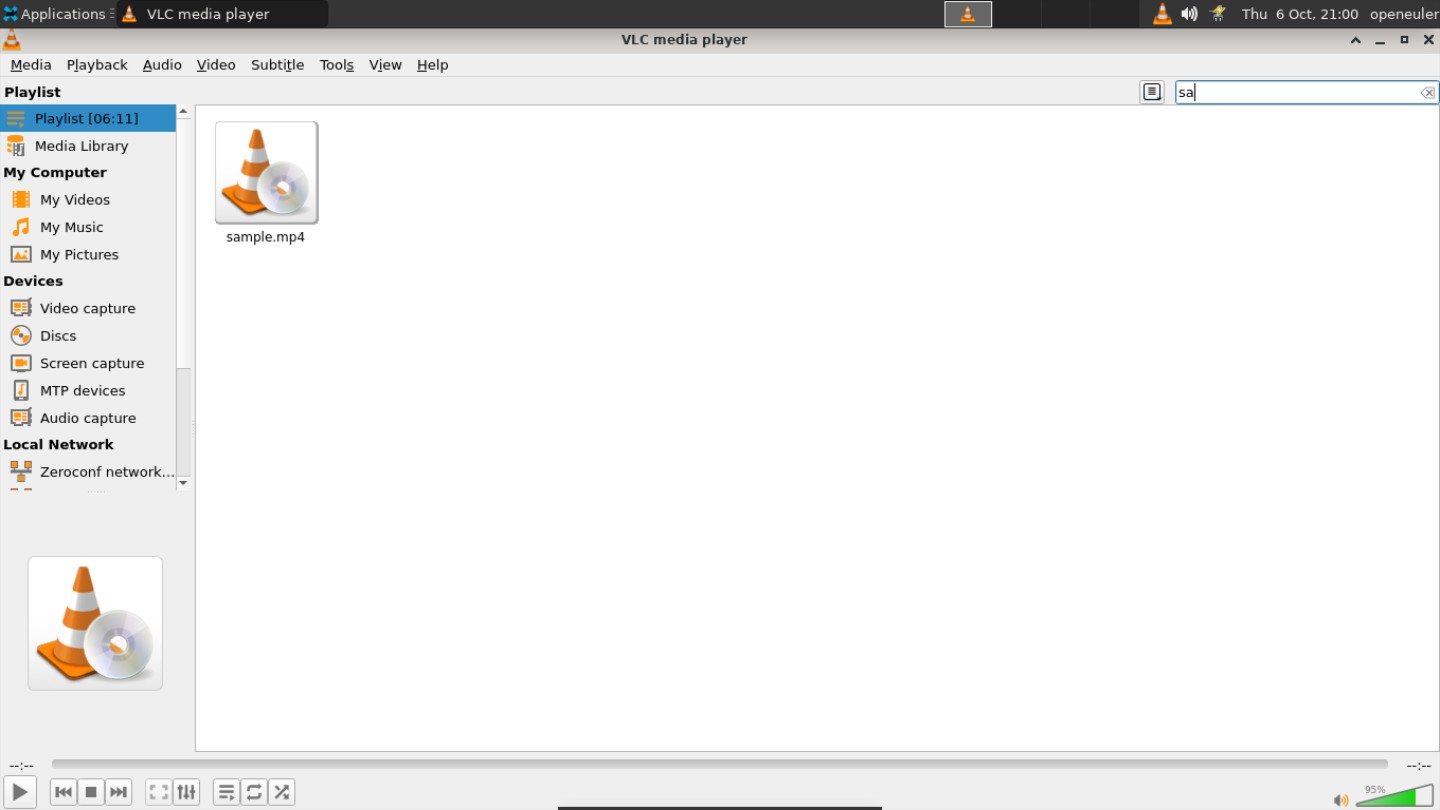 Applications VLC media player Thu 6 Oct, 21:00 openeuler
VLC media player
Media Playback Audio Video Subtitle Tools View Help
Playlist sa
Playlist [06:11]
Media Library
My Computer
My Videos
My Music
My Pictures
Devices
Video capture
Discs
Screen capture
MTP devices
Audio capture
Local Network
Zeroconf network...
sample.mp4
--:-- --:--
95%